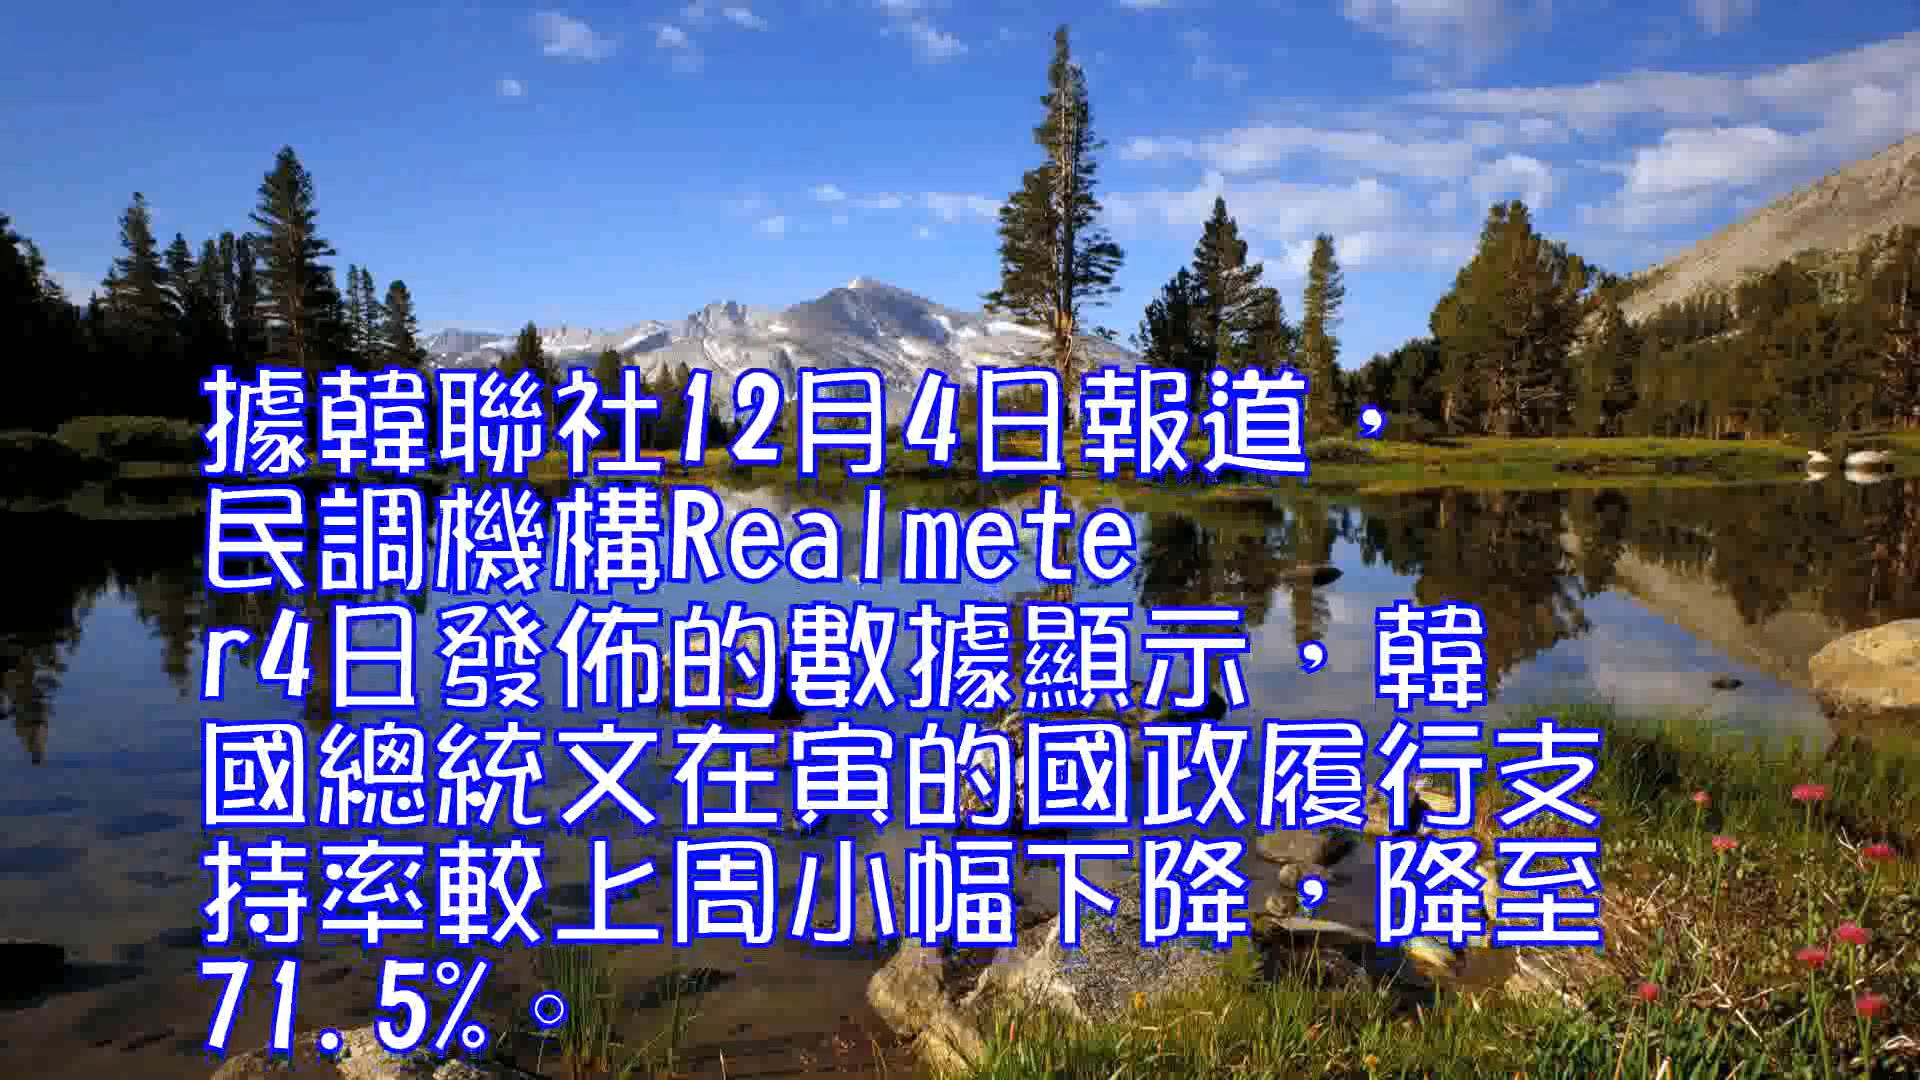 據韓聯社12月4日報道，
民調機構Realmete
r4日發佈的數據顯示，韓
國總統文在寅的國政履行支
持率較上周小幅下降，降至
71.5%。